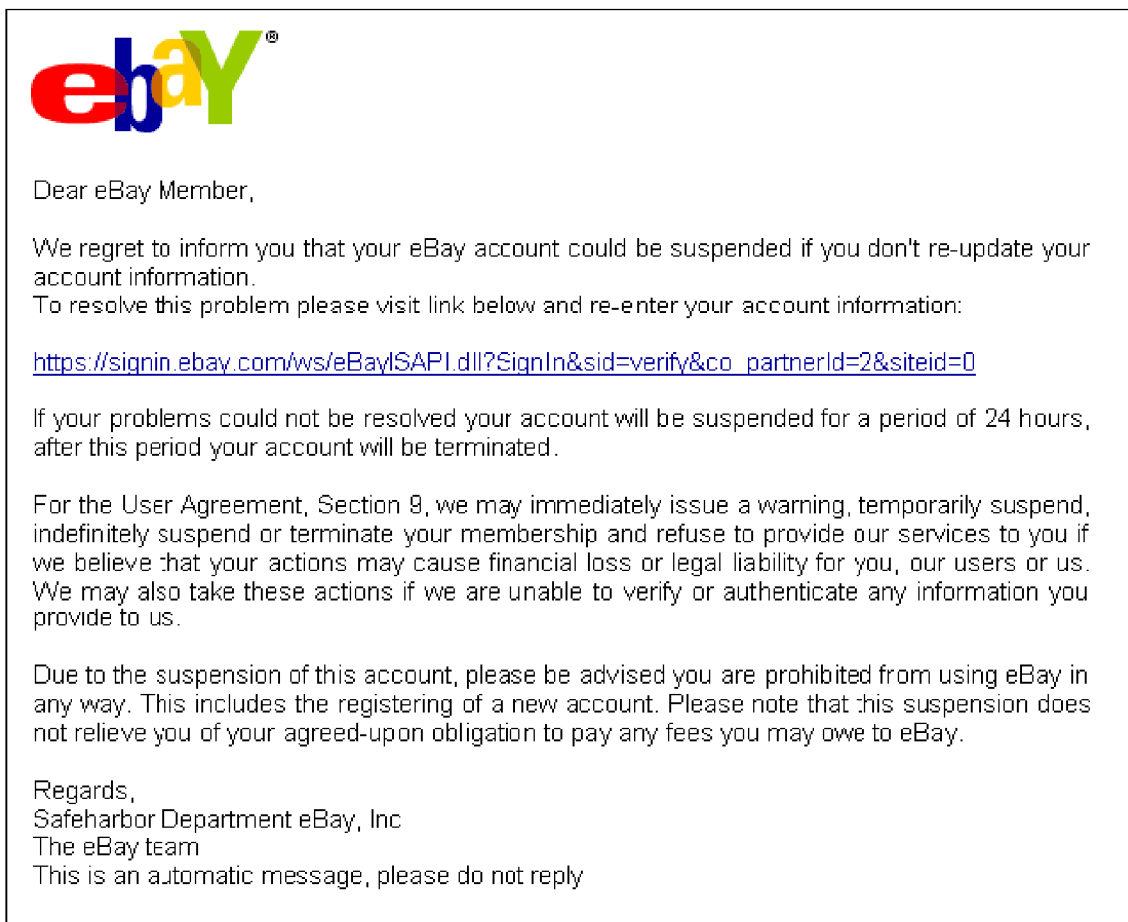 ebaY®
Dear eBay Member,
We regret to inform you that your eBay account could be suspended if you don't re-update your
account information.
To resolve this problem please visit link below and re-enter your account information:
https://signin.ebay.com/ws/eBayISAPI.dll?SignIn&sid=verify&co_partnerId=2&siteid=0
If your problems could not be resolved your account will be suspended for a period of 24 hours,
after this period your account will be terminated.
For the User Agreement, Section 9, we may immediately issue a warning, temporarily suspend,
indefinitely suspend or terminate your membership and refuse to provide our services to you if
we believe that your actions may cause financial loss or legal liability for you, our users or us.
We may also take these actions if we are unable to verify or authenticate any information you
provide to us.
Due to the suspension of this account, please be advised you are prohibited from using eBay in
any way. This includes the registering of a new account. Please note that this suspension does
not relieve you of your agreed-upon obligation to pay any fees you may owe to eBay.
Regards,
Safeharbor Department eBay, Inc
The eBay team
This is an automatic message, please do not reply